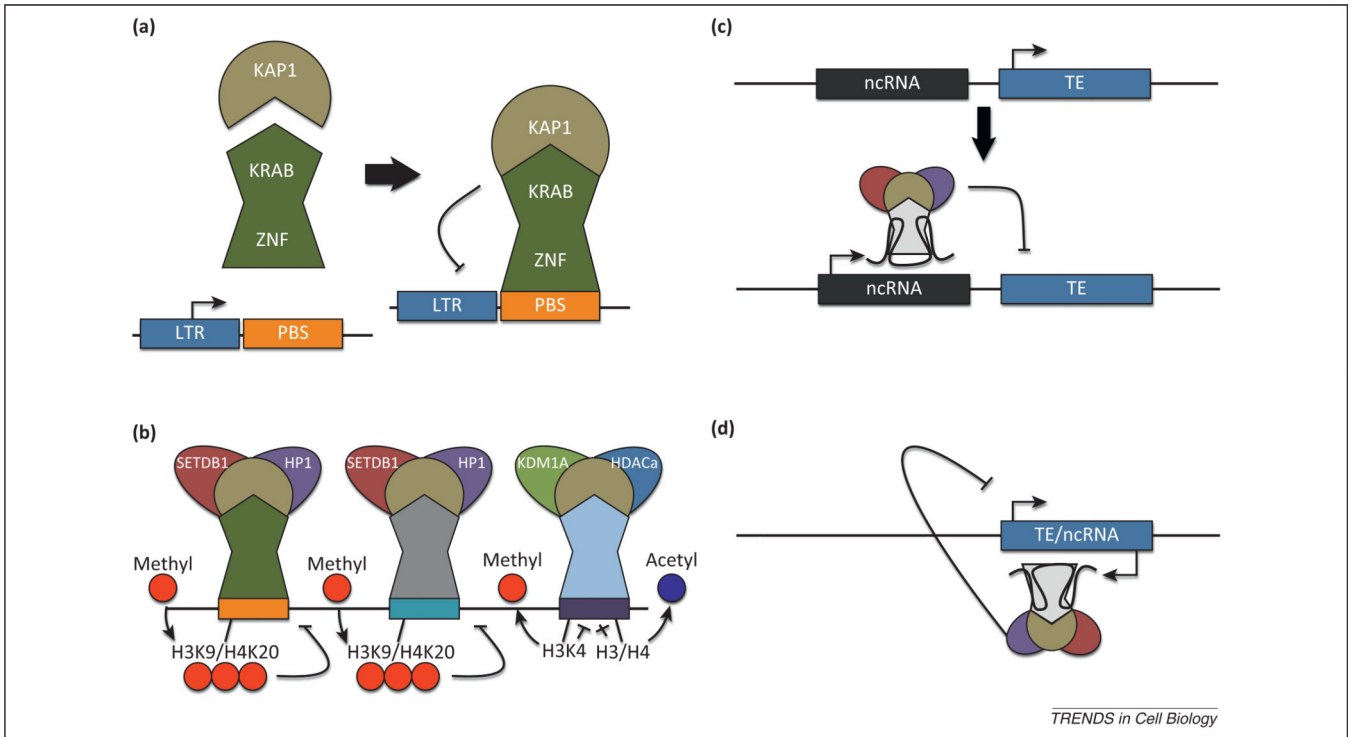 (a)
KAP1
KRAB
ZNF
LTR PBS
KAP1
KRAB
ZNF
LTR PBS
(b)
SETDB1 HP1 SETDB1 HP1 KDM1A HDACa
Methyl Methyl Methyl Acetyl
H3K9/H4K20 H3K9/H4K20 H3K4 H3/H4
(c)
ncRNA TE
ncRNA TE
(d)
TE/ncRNA
TRENDS in Cell Biology